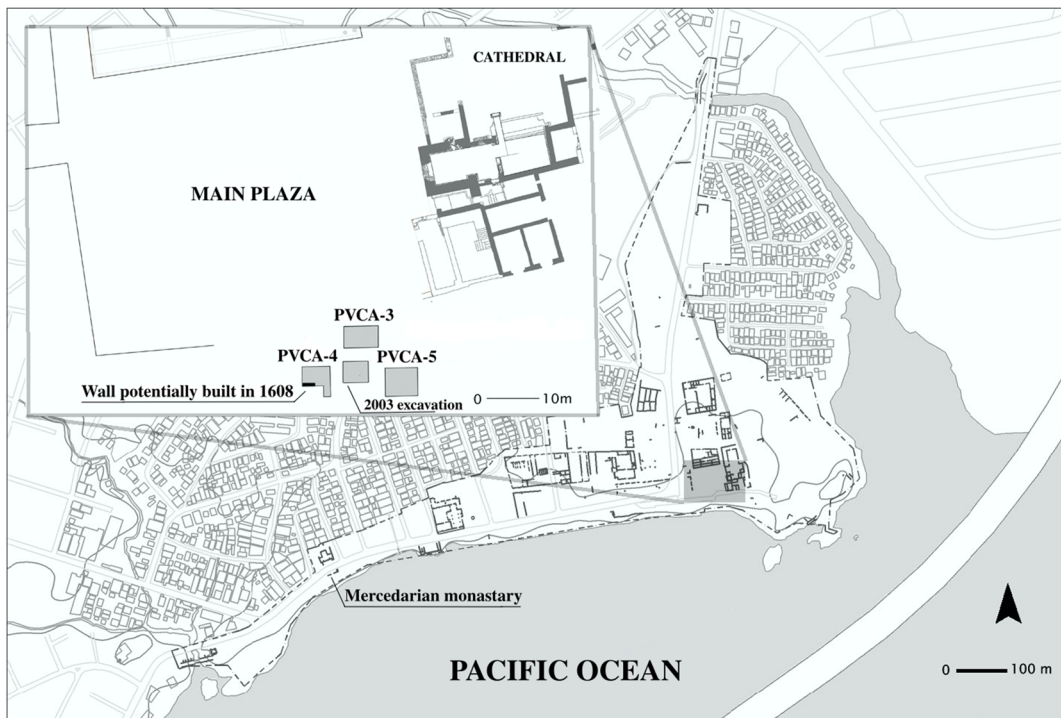 CATHEDRAL
MAIN PLAZA
PVCA-3
PVCA-4
PVCA-5
Wall potentially built in 1608
2003 excavation
0 10m
Mercedarian monastary
PACIFIC OCEAN
0 100 m